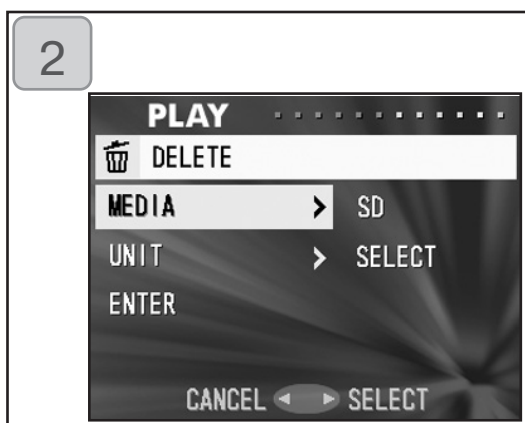 2
PLAY
DELETE
MEDIA > SD
UNIT > SELECT
ENTER
CANCEL ◄ ► SELECT